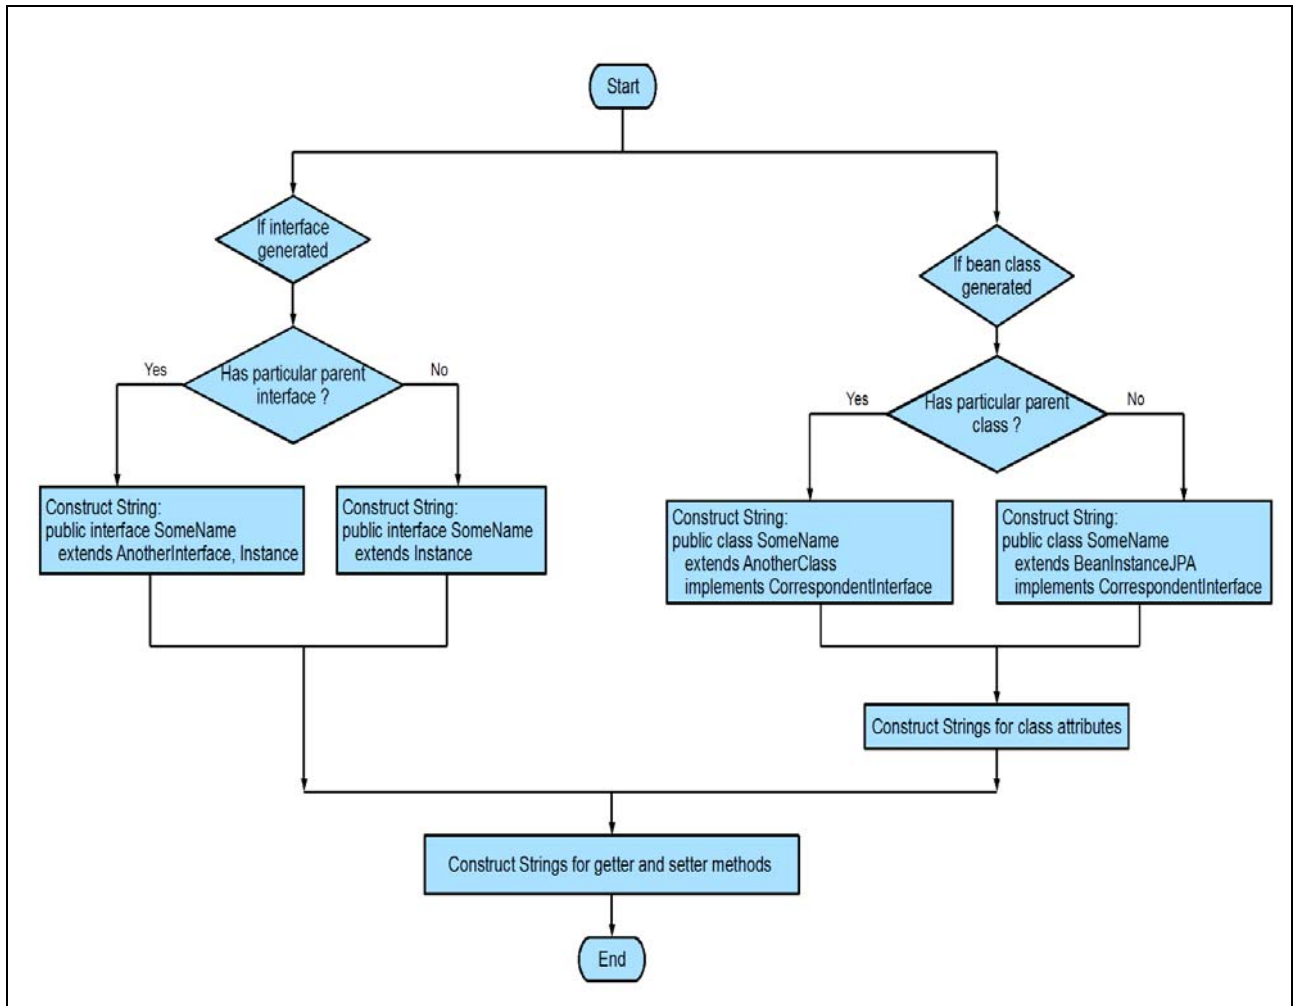 Start
If interface
generated
If bean class
generated
Has particular parent
interface ?
Yes
No
Has particular parent
class ?
Yes
No
Construct String:
public interface SomeName
extends AnotherInterface, Instance
Construct String:
public interface SomeName
extends Instance
Construct String:
public class SomeName
extends AnotherClass
implements CorrespondentInterface
Construct String:
public class SomeName
extends BeanInstanceJPA
implements CorrespondentInterface
Construct Strings for class attributes
Construct Strings for getter and setter methods
End